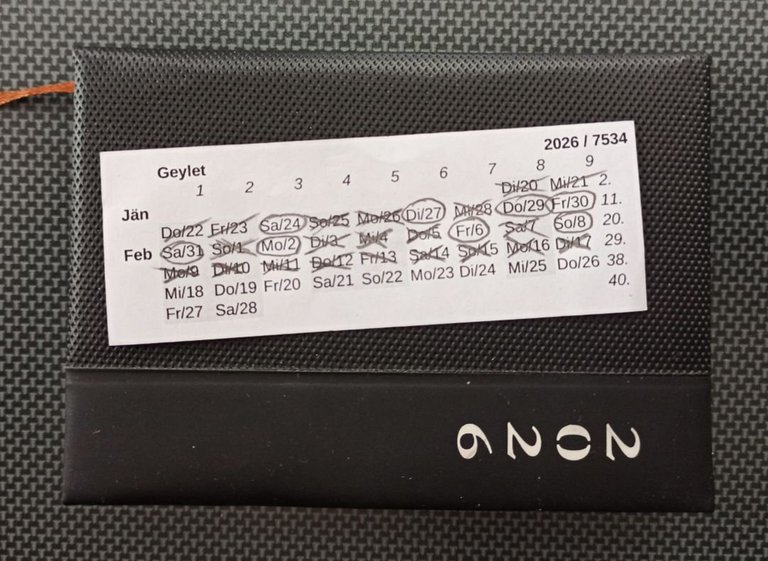 2026 / 7534
Geylet
1 2 3 4 5 6 7 8 9
Jän Di/20 Mi/21 2.
Do/22 Fr/23 Sa/24 So/25 Mo/26 Di/27 Mi/28 Do/29 Fr/30 11.
Feb Sa/31 So/1 Mo/2 Di/3 Mi/4 Do/5 Fr/6 Sa/7 So/8 20.
Mo/9 Di/10 Mi/11 Do/12 Fr/13 Sa/14 So/15 Mo/16 Di/17 29.
Mi/18 Do/19 Fr/20 Sa/21 So/22 Mo/23 Di/24 Mi/25 Do/26 38.
Fr/27 Sa/28 40.
2026